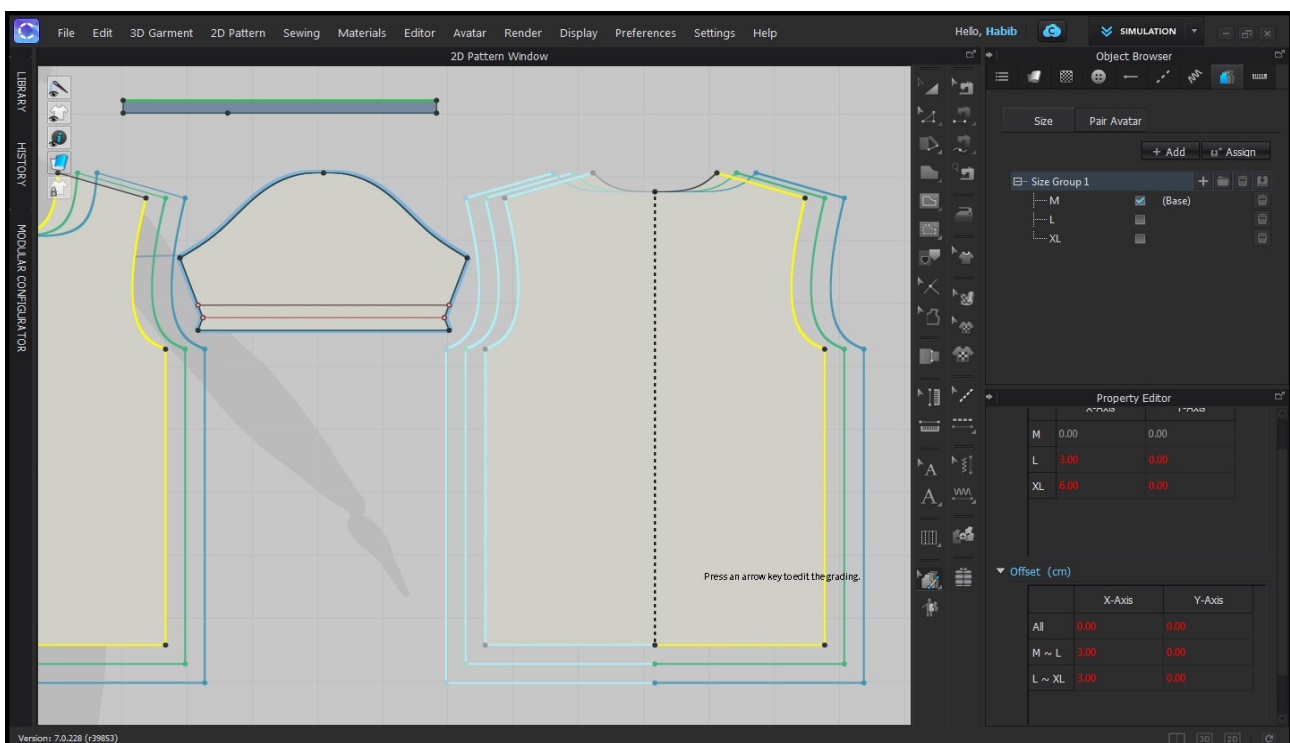 File Edit 3D Garment 2D Pattern Sewing Materials Editor Avatar Render Display Preferences Settings Help Hello, Habib SIMULATION
2D Pattern Window
Object Browser
LIBRARY
HISTORY
MODULAR CONFIGURATOR
Size Pair Avatar
+ Add Assign
Size Group 1
M (Base)
L
XL
A
A
Press an arrow key to edit the grading.
Property Editor
X-Axis Y-Axis
M 0.00 0.00
L 3.00 0.00
XL 6.00 0.00
Offset (cm)
X-Axis Y-Axis
All 0.00 0.00
M ~ L 3.00 0.00
L ~ XL 3.00 0.00
Version: 7.0.228 (r39853)
3D 2D